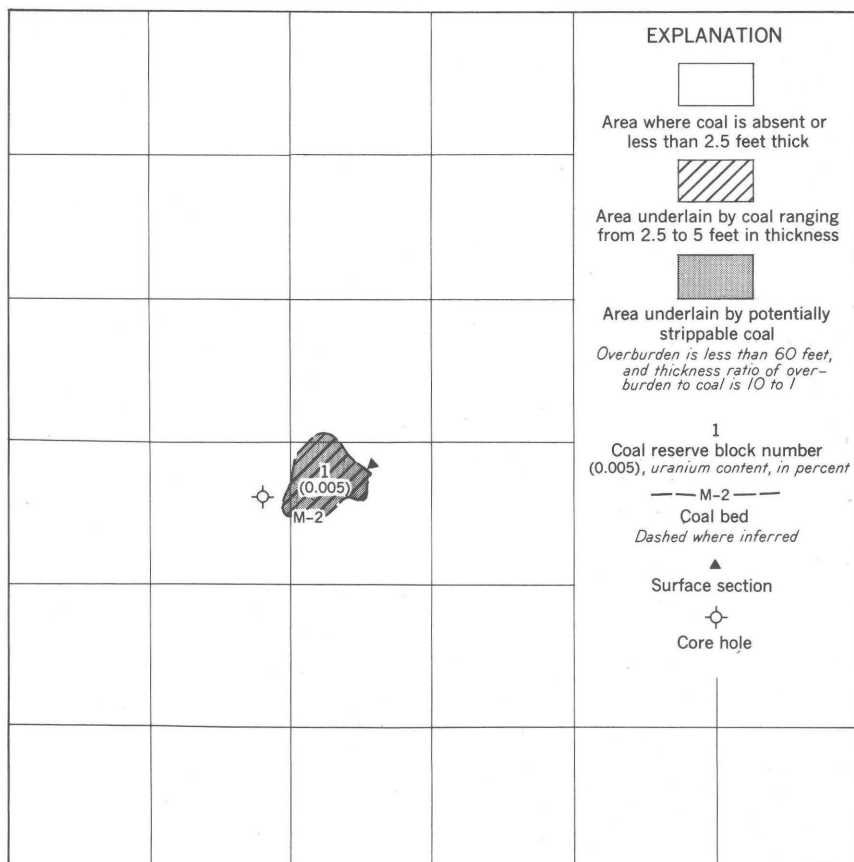 EXPLANATION
Area where coal is absent or
less than 2.5 feet thick
Area underlain by coal ranging
from 2.5 to 5 feet in thickness
Area underlain by potentially
strippable coal
Overburden is less than 60 feet,
and thickness ratio of over-
burden to coal is 10 to 1
1
Coal reserve block number
(0.005), uranium content, in percent
M-2
Coal bed
Dashed where inferred
Surface section
Core hole
1
(0.005)
M-2